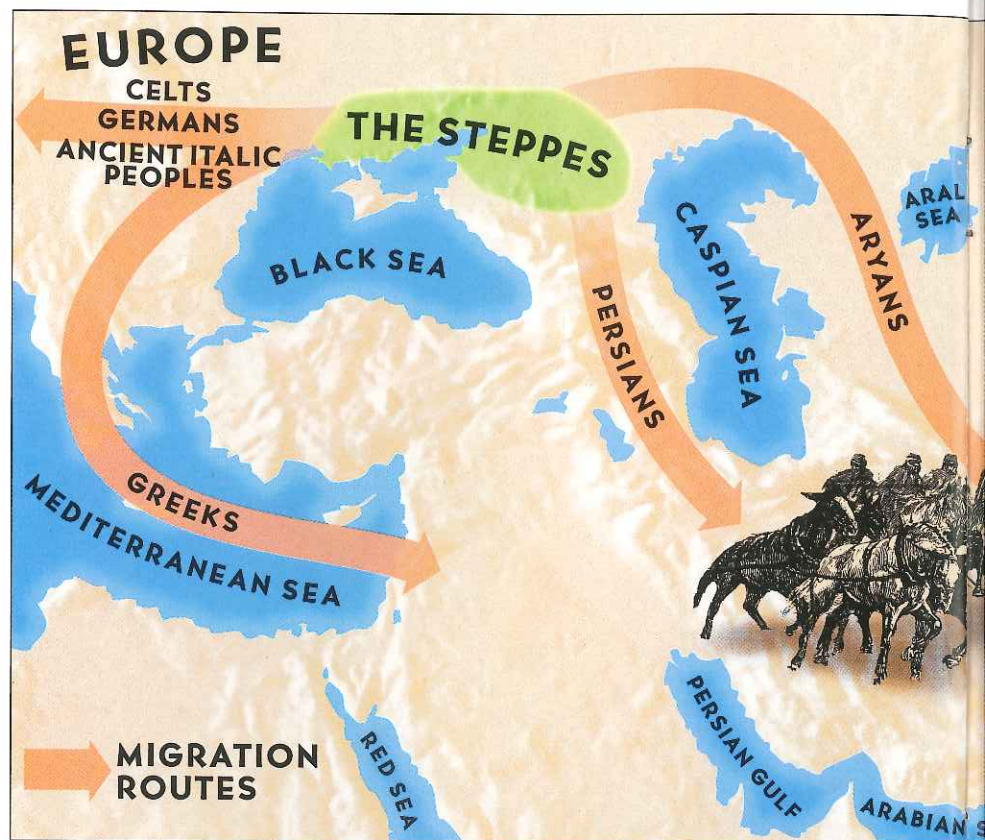 EUROPE
CELTS
GERMANS
ANCIENT ITALIC
PEOPLES
THE STEPPES
BLACK SEA
CASPIAN SEA
ARAL
SEA
ARYANS
PERSIANS
GREEKS
MEDITERRANEAN SEA
MIGRATION
ROUTES
RED SEA
PERSIAN GULF
ARABIAN S